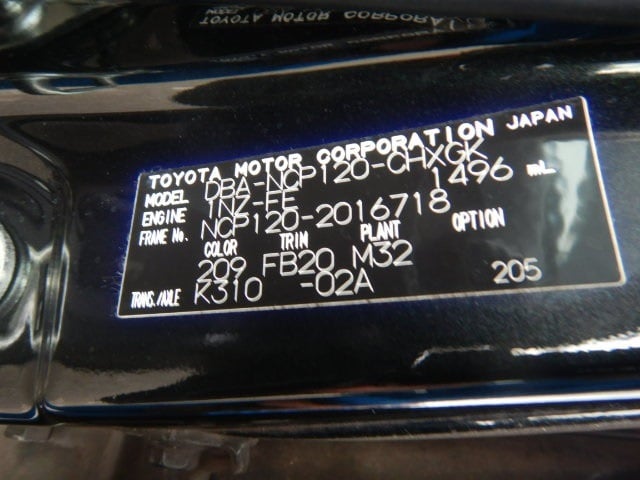 TOYOTA MOTOR CORPORATION JAPAN
MODEL DBA-NCP120-CHXGK
ENGINE 1NZ-FE 1496 mL
FRAME No. NCP120-2016718
COLOR TRIM PLANT OPTION
209 FB20 M32
TRANS./AXLE K310 -02A 205